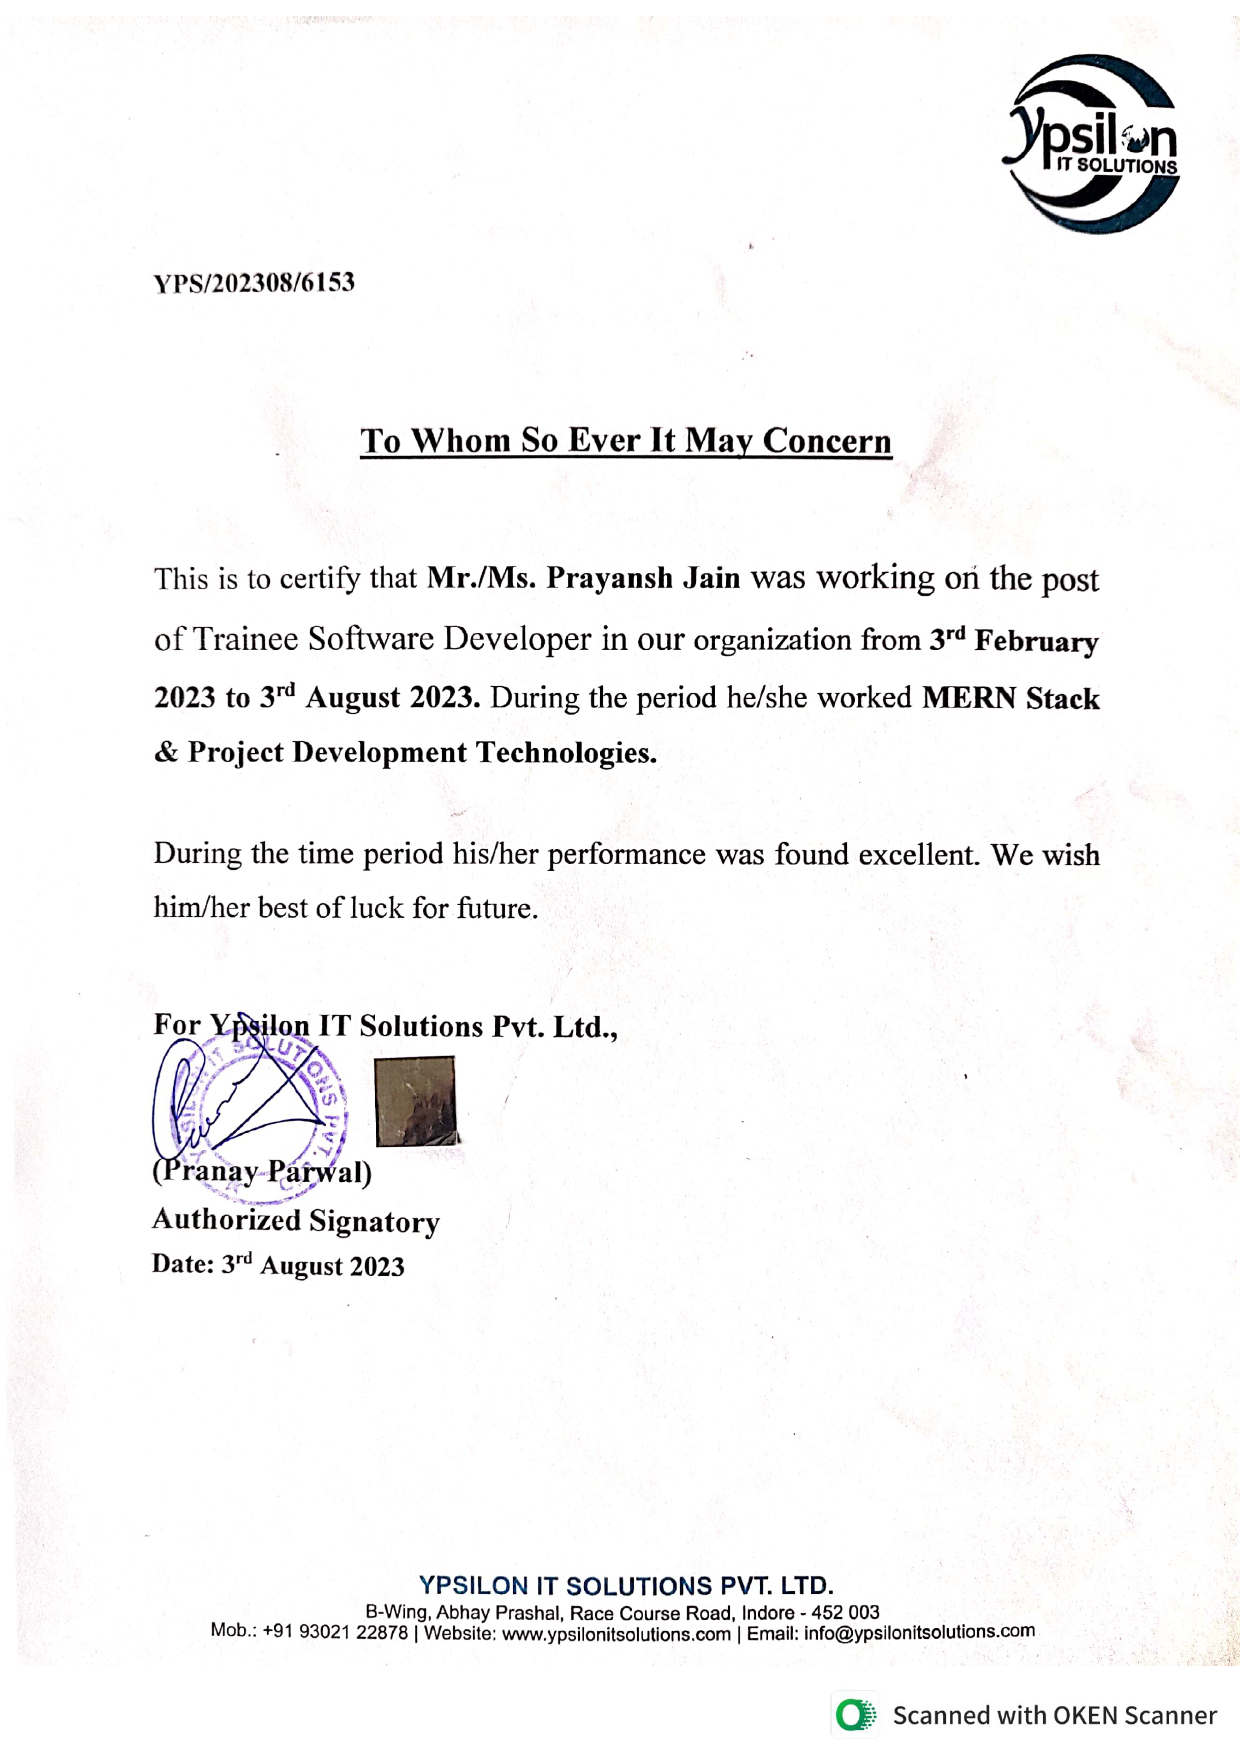 Ypsilon
IT SOLUTIONS
YPS/202308/6153
To Whom So Ever It May Concern
This is to certify that Mr./Ms. Prayansh Jain was working on the post
of Trainee Software Developer in our organization from 3rd February
2023 to 3rd August 2023. During the period he/she worked MERN Stack
& Project Development Technologies.
During the time period his/her performance was found excellent. We wish
him/her best of luck for future.
For Ypsilon IT Solutions Pvt. Ltd.,
IT SOLUTIONS PVT.
(Pranay Parwal)
Authorized Signatory
Date: 3rd August 2023
YPSILON IT SOLUTIONS PVT. LTD.
B-Wing, Abhay Prashal, Race Course Road, Indore - 452 003
Mob.: +91 93021 22878 | Website: www.ypsilonitsolutions.com | Email: info@ypsilonitsolutions.com
Scanned with OKEN Scanner